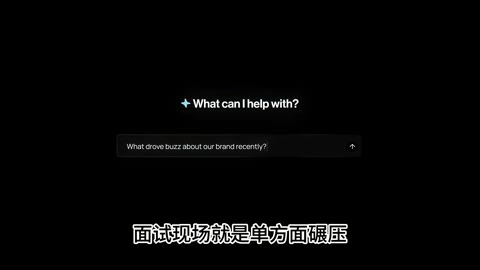 What can I help with?
What drove buzz about our brand recently?
面试现场就是单方面碾压